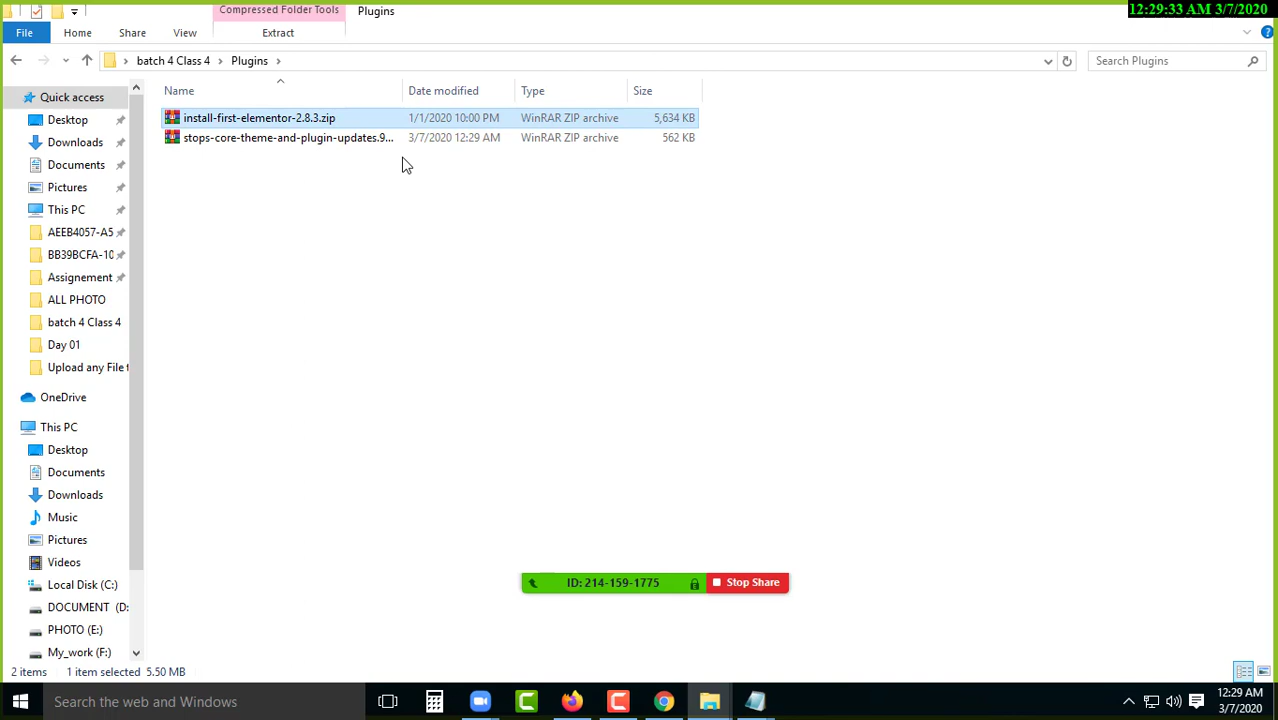 Compressed Folder Tools
Plugins
12:29:33 AM 3/7/2020
File
Home
Share
View
Extract
batch 4 Class 4
Plugins
Search Plugins
Name
Date modified
Type
Size
install-first-elementor-2.8.3.zip
1/1/2020 10:00 PM
WinRAR ZIP archive
5,634 KB
stops-core-theme-and-plugin-updates.9...
3/7/2020 12:29 AM
WinRAR ZIP archive
562 KB
Quick access
Desktop
Downloads
Documents
Pictures
This PC
AEEB4057-A5
BB39BCFA-10
Assignement
ALL PHOTO
batch 4 Class 4
Day 01
Upload any File t
OneDrive
This PC
Desktop
Documents
Downloads
Music
Pictures
Videos
Local Disk (C:)
DOCUMENT (D:
PHOTO (E:)
My_work (F:)
ID: 214-159-1775
Stop Share
2 items
1 item selected 5.50 MB
Search the web and Windows
12:29 AM
3/7/2020